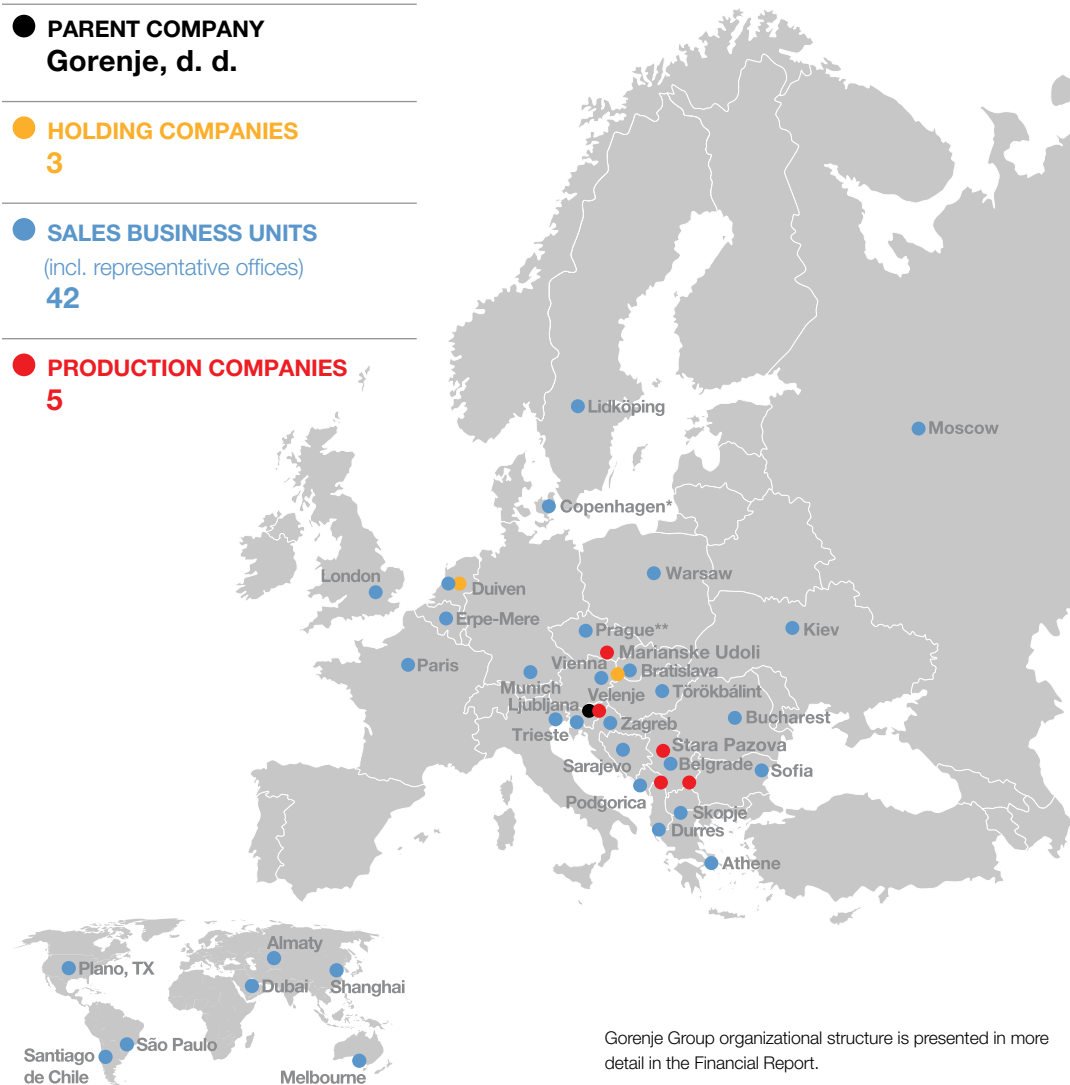 PARENT COMPANY
Gorenje, d. d.
HOLDING COMPANIES
3
SALES BUSINESS UNITS
(incl. representative offices)
42
PRODUCTION COMPANIES
5
Lidköping
Moscow
Copenhagen*
London
Duiven
Warsaw
Erpe-Mere
Kiev
Prague**
Marianske Udoli
Paris
Vienna
Bratislava
Munich
Velenje
Törökbálint
Ljubljana
Bucharest
Trieste
Zagreb
Stara Pazova
Sarajevo
Belgrade
Sofia
Podgorica
Skopje
Durres
Athene
Almaty
Plano, TX
Dubai
Shanghai
São Paulo
Santiago
de Chile
Melbourne
Gorenje Group organizational structure is presented in more
detail in the Financial Report.